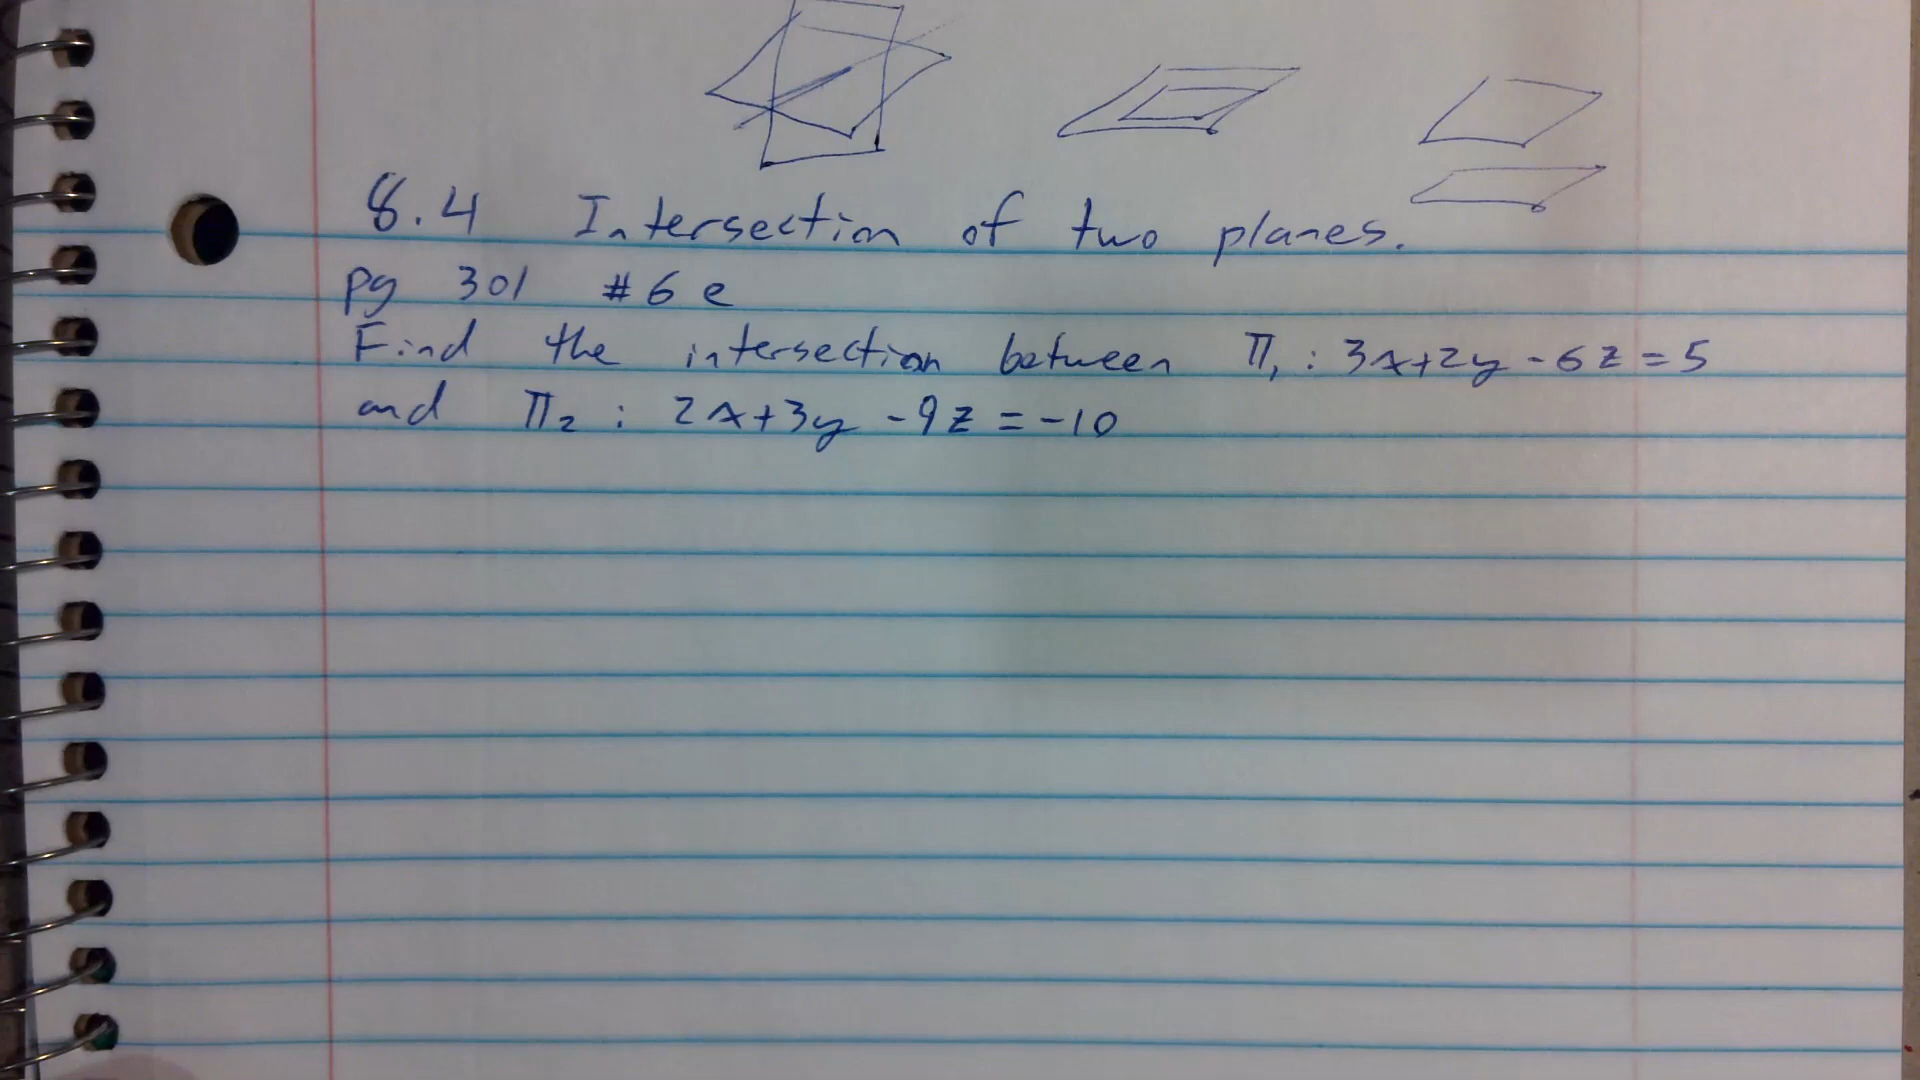 8.4 Intersection of two planes.
pg 301 #6 e
Find the intersection between π₁ : 3x+2y-6z=5
and π₂ : 2x+3y-9z=-10